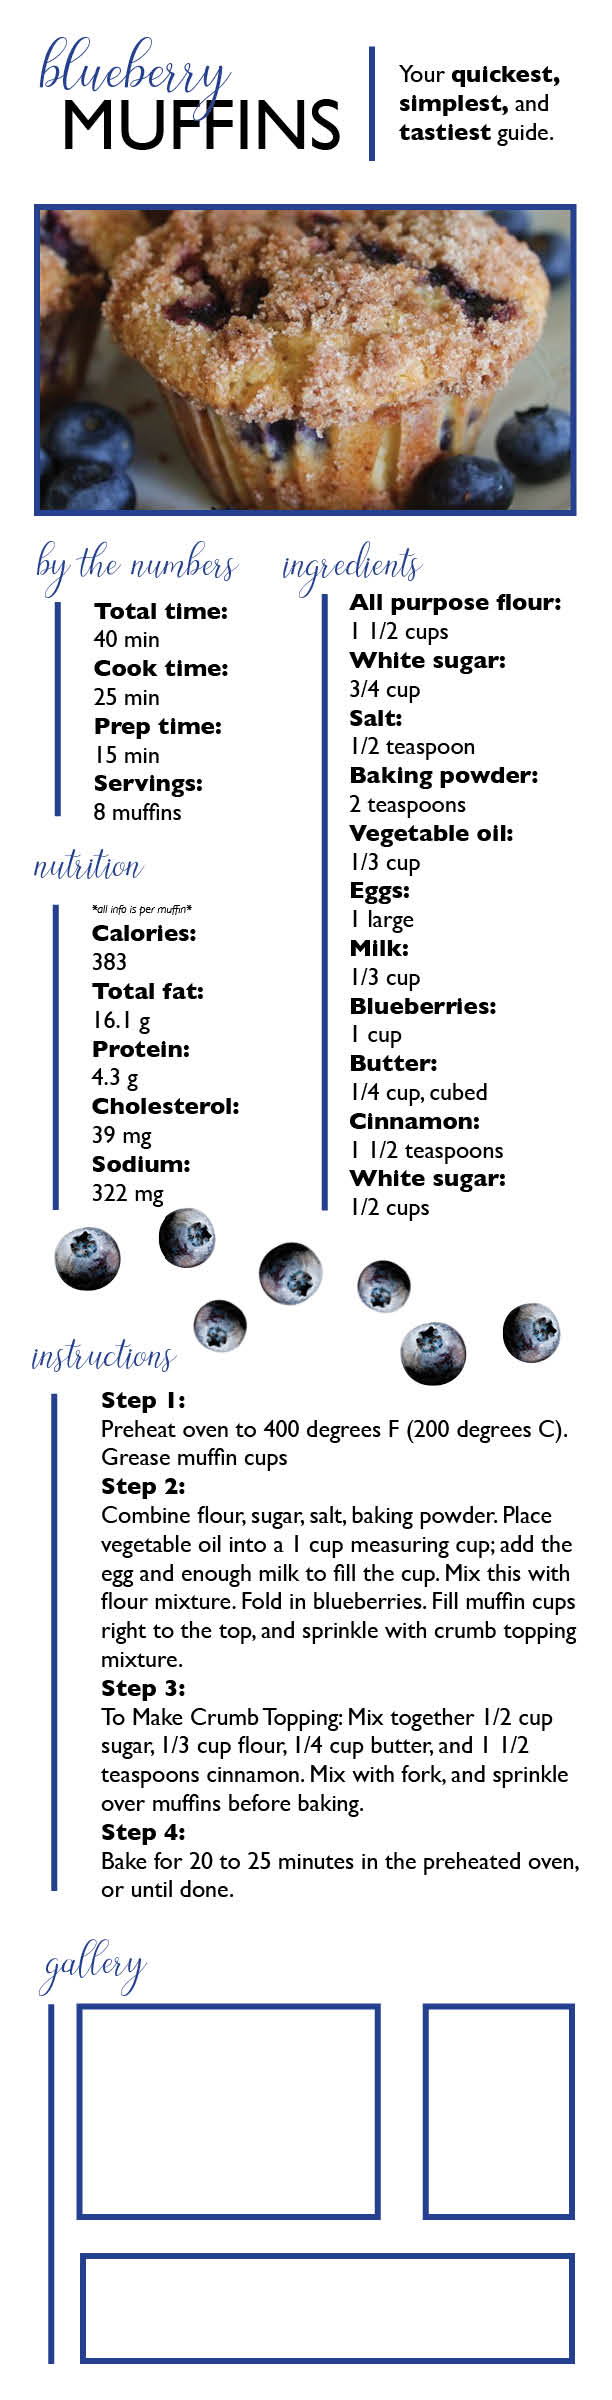 blueberry
MUFFINS
Your quickest,
simplest, and
tastiest guide.
by the numbers
Total time:
40 min
Cook time:
25 min
Prep time:
15 min
Servings:
8 muffins
nutrition
*all info is per muffin*
Calories:
383
Total fat:
16.1 g
Protein:
4.3 g
Cholesterol:
39 mg
Sodium:
322 mg
ingredients
All purpose flour:
1 1/2 cups
White sugar:
3/4 cup
Salt:
1/2 teaspoon
Baking powder:
2 teaspoons
Vegetable oil:
1/3 cup
Eggs:
1 large
Milk:
1/3 cup
Blueberries:
1 cup
Butter:
1/4 cup, cubed
Cinnamon:
1 1/2 teaspoons
White sugar:
1/2 cups
instructions
Step 1:
Preheat oven to 400 degrees F (200 degrees C).
Grease muffin cups
Step 2:
Combine flour, sugar, salt, baking powder. Place
vegetable oil into a 1 cup measuring cup; add the
egg and enough milk to fill the cup. Mix this with
flour mixture. Fold in blueberries. Fill muffin cups
right to the top, and sprinkle with crumb topping
mixture.
Step 3:
To Make Crumb Topping: Mix together 1/2 cup
sugar, 1/3 cup flour, 1/4 cup butter, and 1 1/2
teaspoons cinnamon. Mix with fork, and sprinkle
over muffins before baking.
Step 4:
Bake for 20 to 25 minutes in the preheated oven,
or until done.
gallery